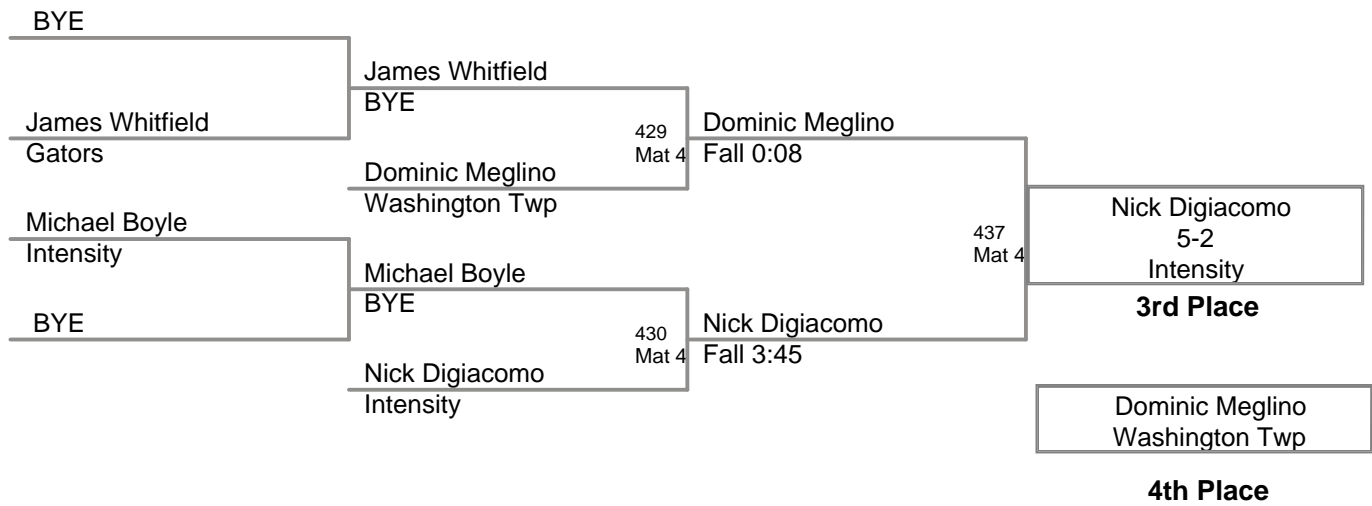 BYE
James Whitfield
Gators
Michael Boyle
Intensity
BYE
James Whitfield
BYE
Dominic Meglino
Washington Twp
Michael Boyle
BYE
Nick Digiacomo
Intensity
429
Mat 4
430
Mat 4
Dominic Meglino
Fall 0:08
Nick Digiacomo
Fall 3:45
437
Mat 4
Nick Digiacomo
5-2
Intensity
3rd Place
Dominic Meglino
Washington Twp
4th Place